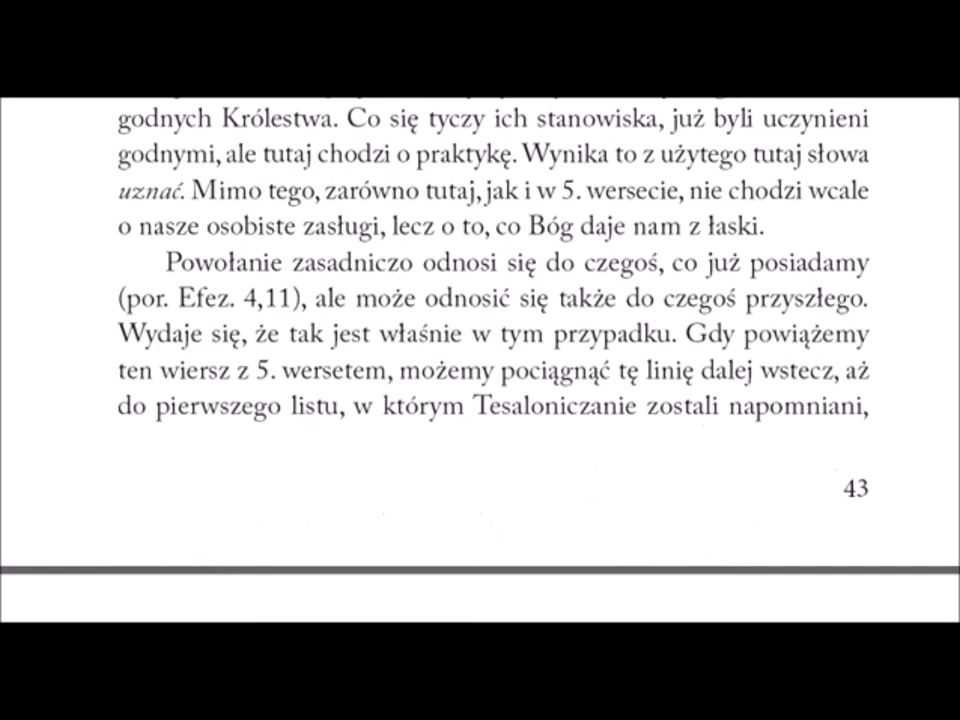 godnych Królestwa. Co się tyczy ich stanowiska, już byli uczynieni
godnymi, ale tutaj chodzi o praktykę. Wynika to z użytego tutaj słowa
uznać. Mimo tego, zarówno tutaj, jak i w 5. wersecie, nie chodzi wcale
o nasze osobiste zasługi, lecz o to, co Bóg daje nam z łaski.
Powołanie zasadniczo odnosi się do czegoś, co już posiadamy
(por. Efez. 4,11), ale może odnosić się także do czegoś przyszłego.
Wydaje się, że tak jest właśnie w tym przypadku. Gdy powiążemy
ten wiersz z 5. wersetem, możemy pociągnąć tę linię dalej wstecz, aż
do pierwszego listu, w którym Tesaloniczanie zostali napomniani,
43